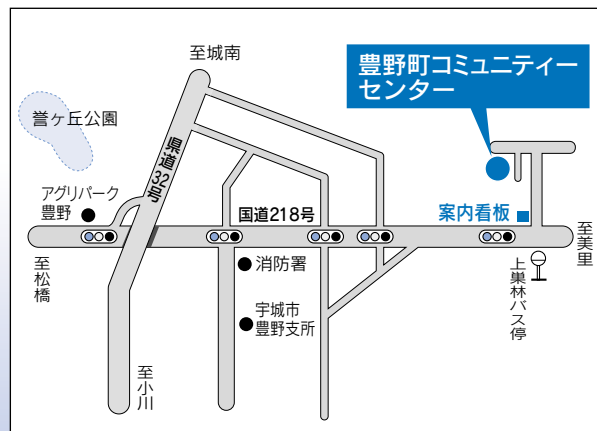 至城南
豊野町コミュニティー
センター
誉ヶ丘公園
県道32号
アグリパーク
豊野
国道218号
案内看板
至美里
至松橋
消防署
上巣林バス停
宇城市
豊野支所
至小川